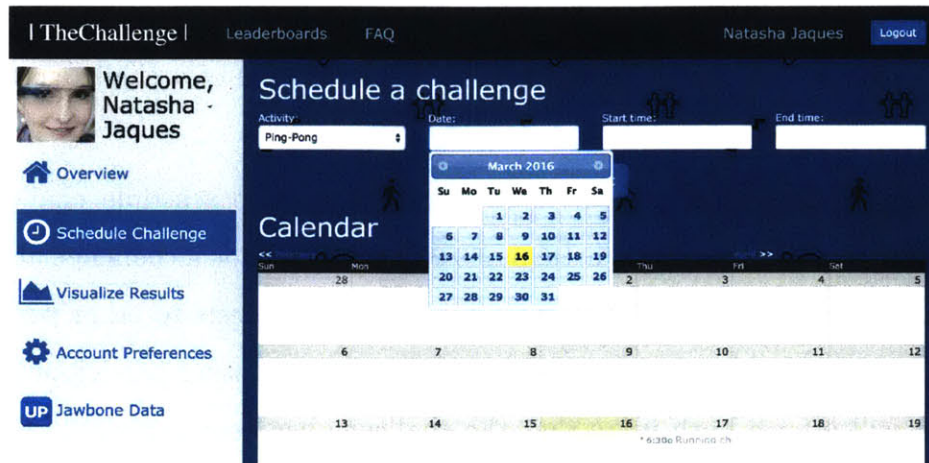 | TheChallenge | Leaderboards FAQ Natasha Jaques Logout
Welcome,
Natasha
Jaques
Overview
Schedule Challenge
Visualize Results
Account Preferences
UP Jawbone Data
Schedule a challenge
Activity: Date: Start time: End time:
Ping-Pong
March 2016
Su Mo Tu We Th Fr Sa
1 2 3 4 5
6 7 8 9 10 11 12
13 14 15 16 17 18 19
20 21 22 23 24 25 26
27 28 29 30 31
Calendar
<< >>
Sun Mon Thu Fri Sat
28 2 3 4 5
6 7 8 9 10 11 12
13 14 15 16 17 18 19
* 6:30p Running ch